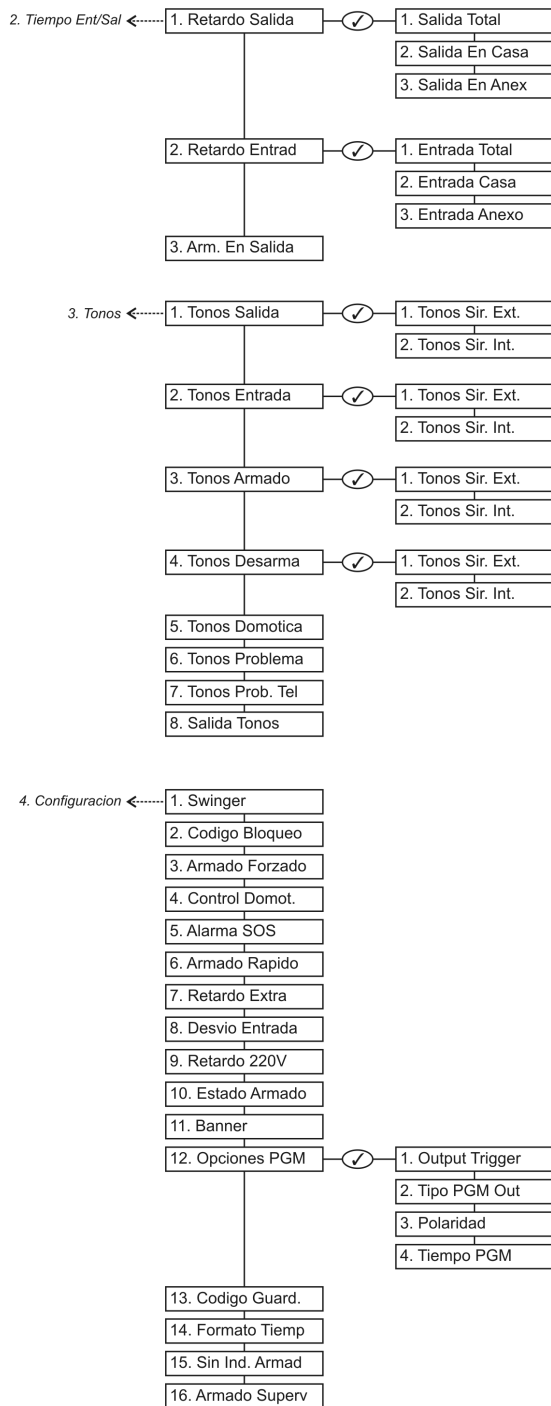 2. Tiempo Ent/Sal
1. Retardo Salida
1. Salida Total
2. Salida En Casa
3. Salida En Anex
2. Retardo Entrad
1. Entrada Total
2. Entrada Casa
3. Entrada Anexo
3. Arm. En Salida
3. Tonos
1. Tonos Salida
1. Tonos Sir. Ext.
2. Tonos Sir. Int.
2. Tonos Entrada
1. Tonos Sir. Ext.
2. Tonos Sir. Int.
3. Tonos Armado
1. Tonos Sir. Ext.
2. Tonos Sir. Int.
4. Tonos Desarma
1. Tonos Sir. Ext.
2. Tonos Sir. Int.
5. Tonos Domotica
6. Tonos Problema
7. Tonos Prob. Tel
8. Salida Tonos
4. Configuracion
1. Swinger
2. Codigo Bloqueo
3. Armado Forzado
4. Control Domot.
5. Alarma SOS
6. Armado Rapido
7. Retardo Extra
8. Desvio Entrada
9. Retardo 220V
10. Estado Armado
11. Banner
12. Opciones PGM
1. Output Trigger
2. Tipo PGM Out
3. Polaridad
4. Tiempo PGM
13. Codigo Guard.
14. Formato Tiemp
15. Sin Ind. Armad
16. Armado Superv